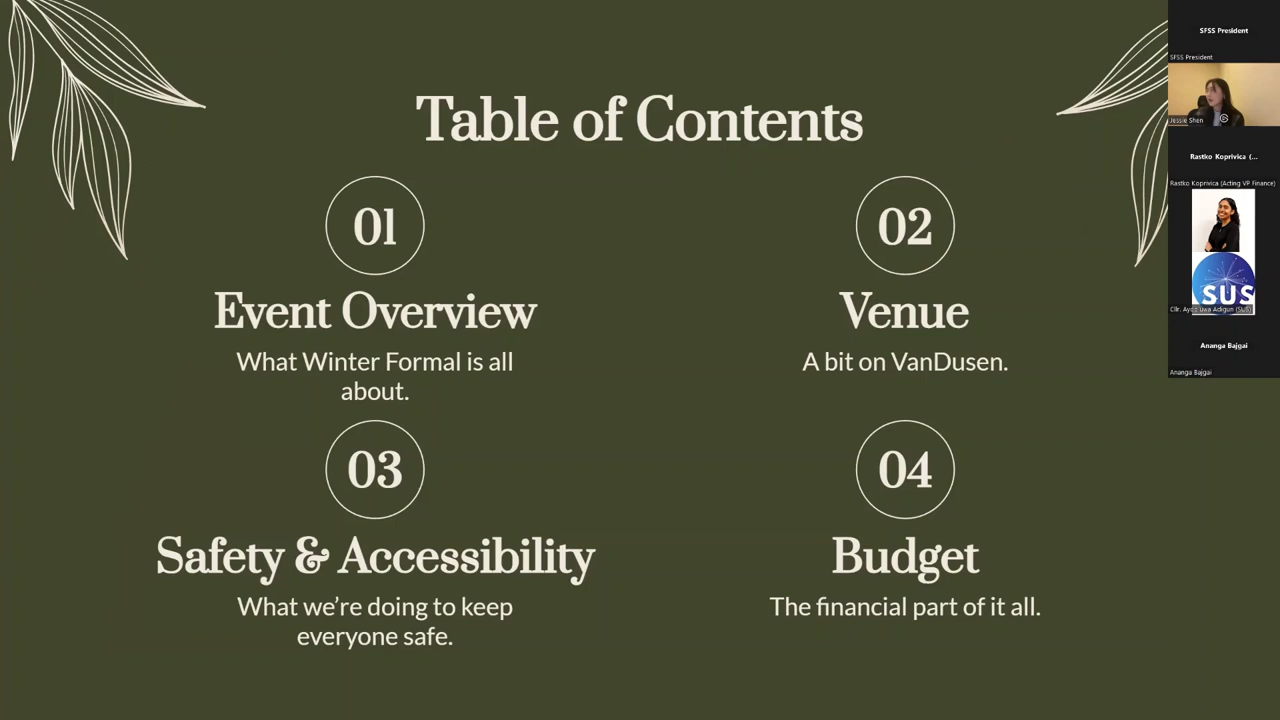 Table of Contents
01
Event Overview
What Winter Formal is all
about.
02
Venue
A bit on VanDusen.
03
Safety & Accessibility
What we’re doing to keep
everyone safe.
04
Budget
The financial part of it all.
SFSS President
SFSS President
Jessie Shen
Rastko Koprivica (...
Rastko Koprivica (Acting VP Finance)
SUS
Adigun (SUS)
Ananga Bajgai
Ananga Bajgai